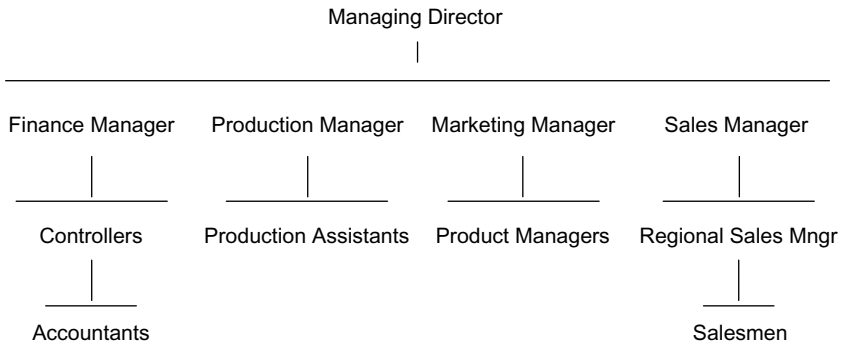 Managing Director
Finance Manager Production Manager Marketing Manager Sales Manager
Controllers Production Assistants Product Managers Regional Sales Mngr
Accountants Salesmen